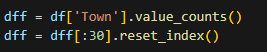 dff = df['Town'].value_counts()
dff = dff[:30].reset_index()